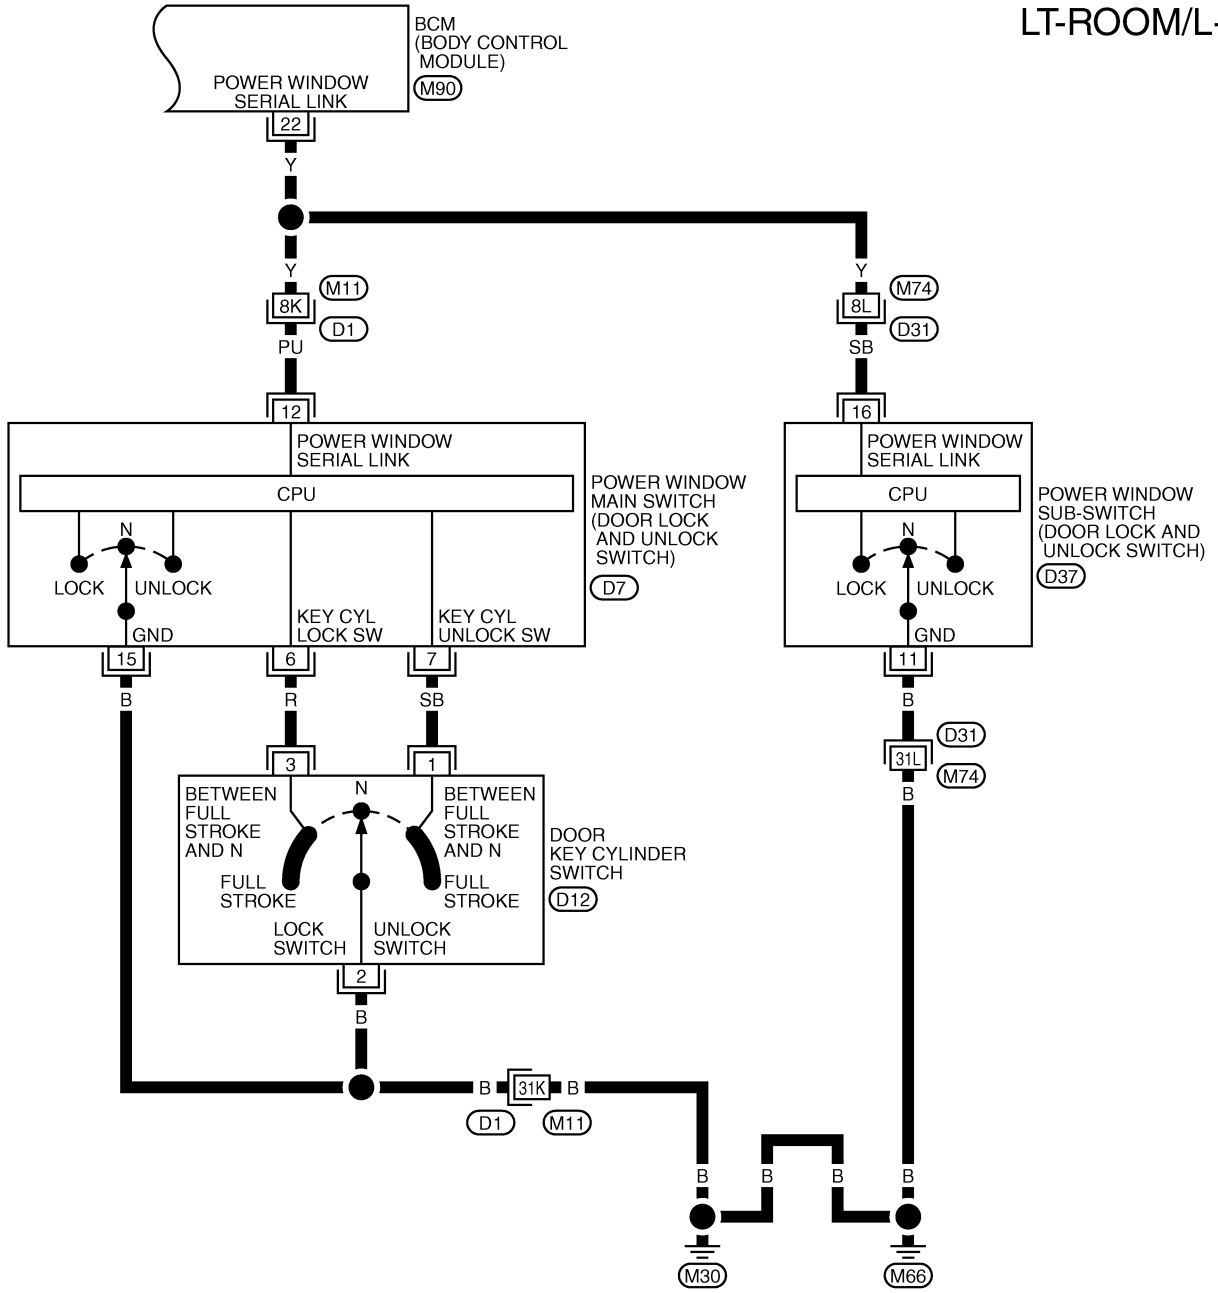 LT-ROOM/L-
BCM
(BODY CONTROL
MODULE)
M90
POWER WINDOW
SERIAL LINK
22
Y
Y
Y
M11
8K
D1
M74
8L
D31
PU
SB
12
16
POWER WINDOW
SERIAL LINK
CPU
N
LOCK
UNLOCK
GND
KEY CYL
LOCK SW
KEY CYL
UNLOCK SW
POWER WINDOW
MAIN SWITCH
(DOOR LOCK
AND UNLOCK
SWITCH)
D7
POWER WINDOW
SERIAL LINK
CPU
N
LOCK
UNLOCK
GND
POWER WINDOW
SUB-SWITCH
(DOOR LOCK AND
UNLOCK SWITCH)
D37
15
6
7
11
B
R
SB
B
D31
31L
M74
B
3
1
BETWEEN
FULL
STROKE
AND N
N
BETWEEN
FULL
STROKE
AND N
FULL
STROKE
FULL
STROKE
LOCK
SWITCH
UNLOCK
SWITCH
DOOR
KEY CYLINDER
SWITCH
D12
2
B
B
31K
B
D1
M11
B
B
B
B
M30
M66